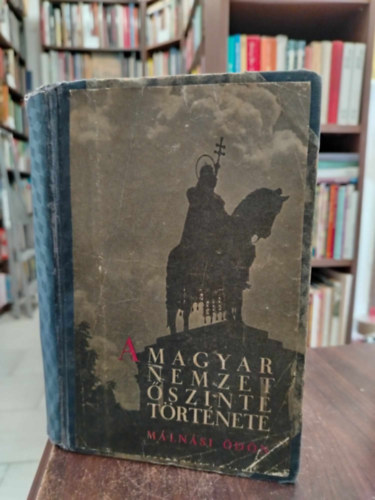 A MAGYAR
NEMZET
ŐSZINTE
TÖRTÉNETE
MÁLNÁSI ÖDÖN